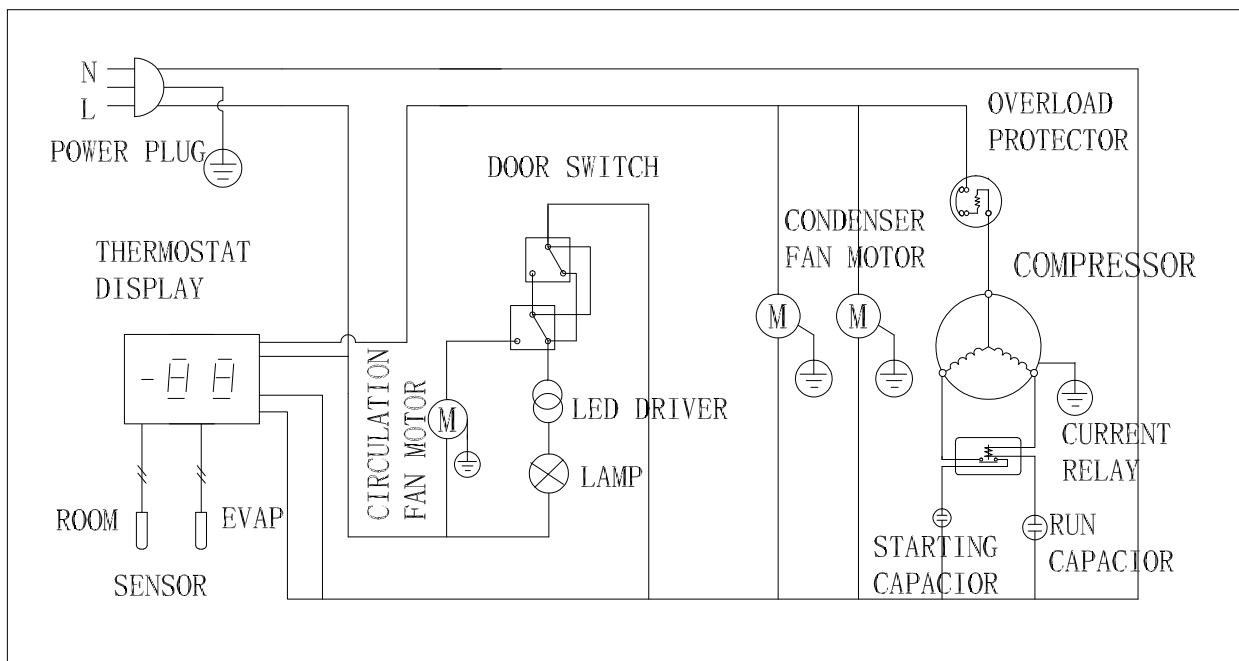 N
L
POWER PLUG
OVERLOAD
PROTECTOR
DOOR SWITCH
CONDENSER
FAN MOTOR
THERMOSTAT
DISPLAY
COMPRESSOR
M
M
-88
CIRCULATION
FAN MOTOR
M
LED DRIVER
LAMP
CURRENT
RELAY
ROOM
EVAP
SENSOR
STARTING
CAPACIOR
RUN
CAPACIOR